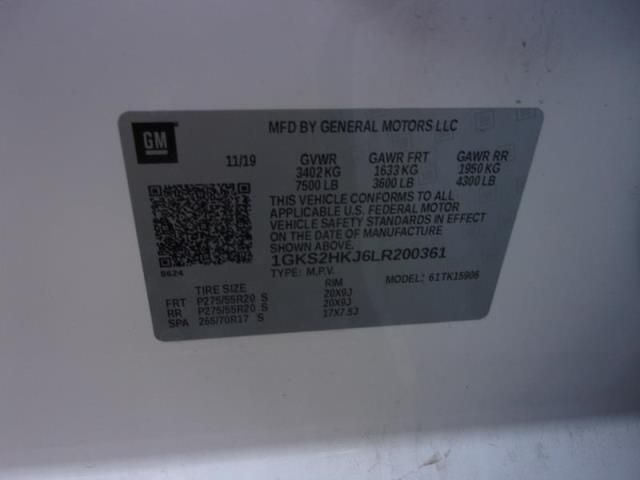 GM
MFD BY GENERAL MOTORS LLC
11/19 GVWR GAWR FRT GAWR RR
3402 KG 1633 KG 1950 KG
7500 LB 3600 LB 4300 LB
THIS VEHICLE CONFORMS TO ALL
APPLICABLE U.S. FEDERAL MOTOR
VEHICLE SAFETY STANDARDS IN EFFECT
ON THE DATE OF MANUFACTURE
SHOWN ABOVE.
1GKS2HKJ6LR200361
8624
TYPE: M.P.V. MODEL: 61TK15906
TIRE SIZE RIM
FRT P275/55R20 S 20X9J
RR P275/55R20 S 20X9J
SPA 265/70R17 S 17X7.5J